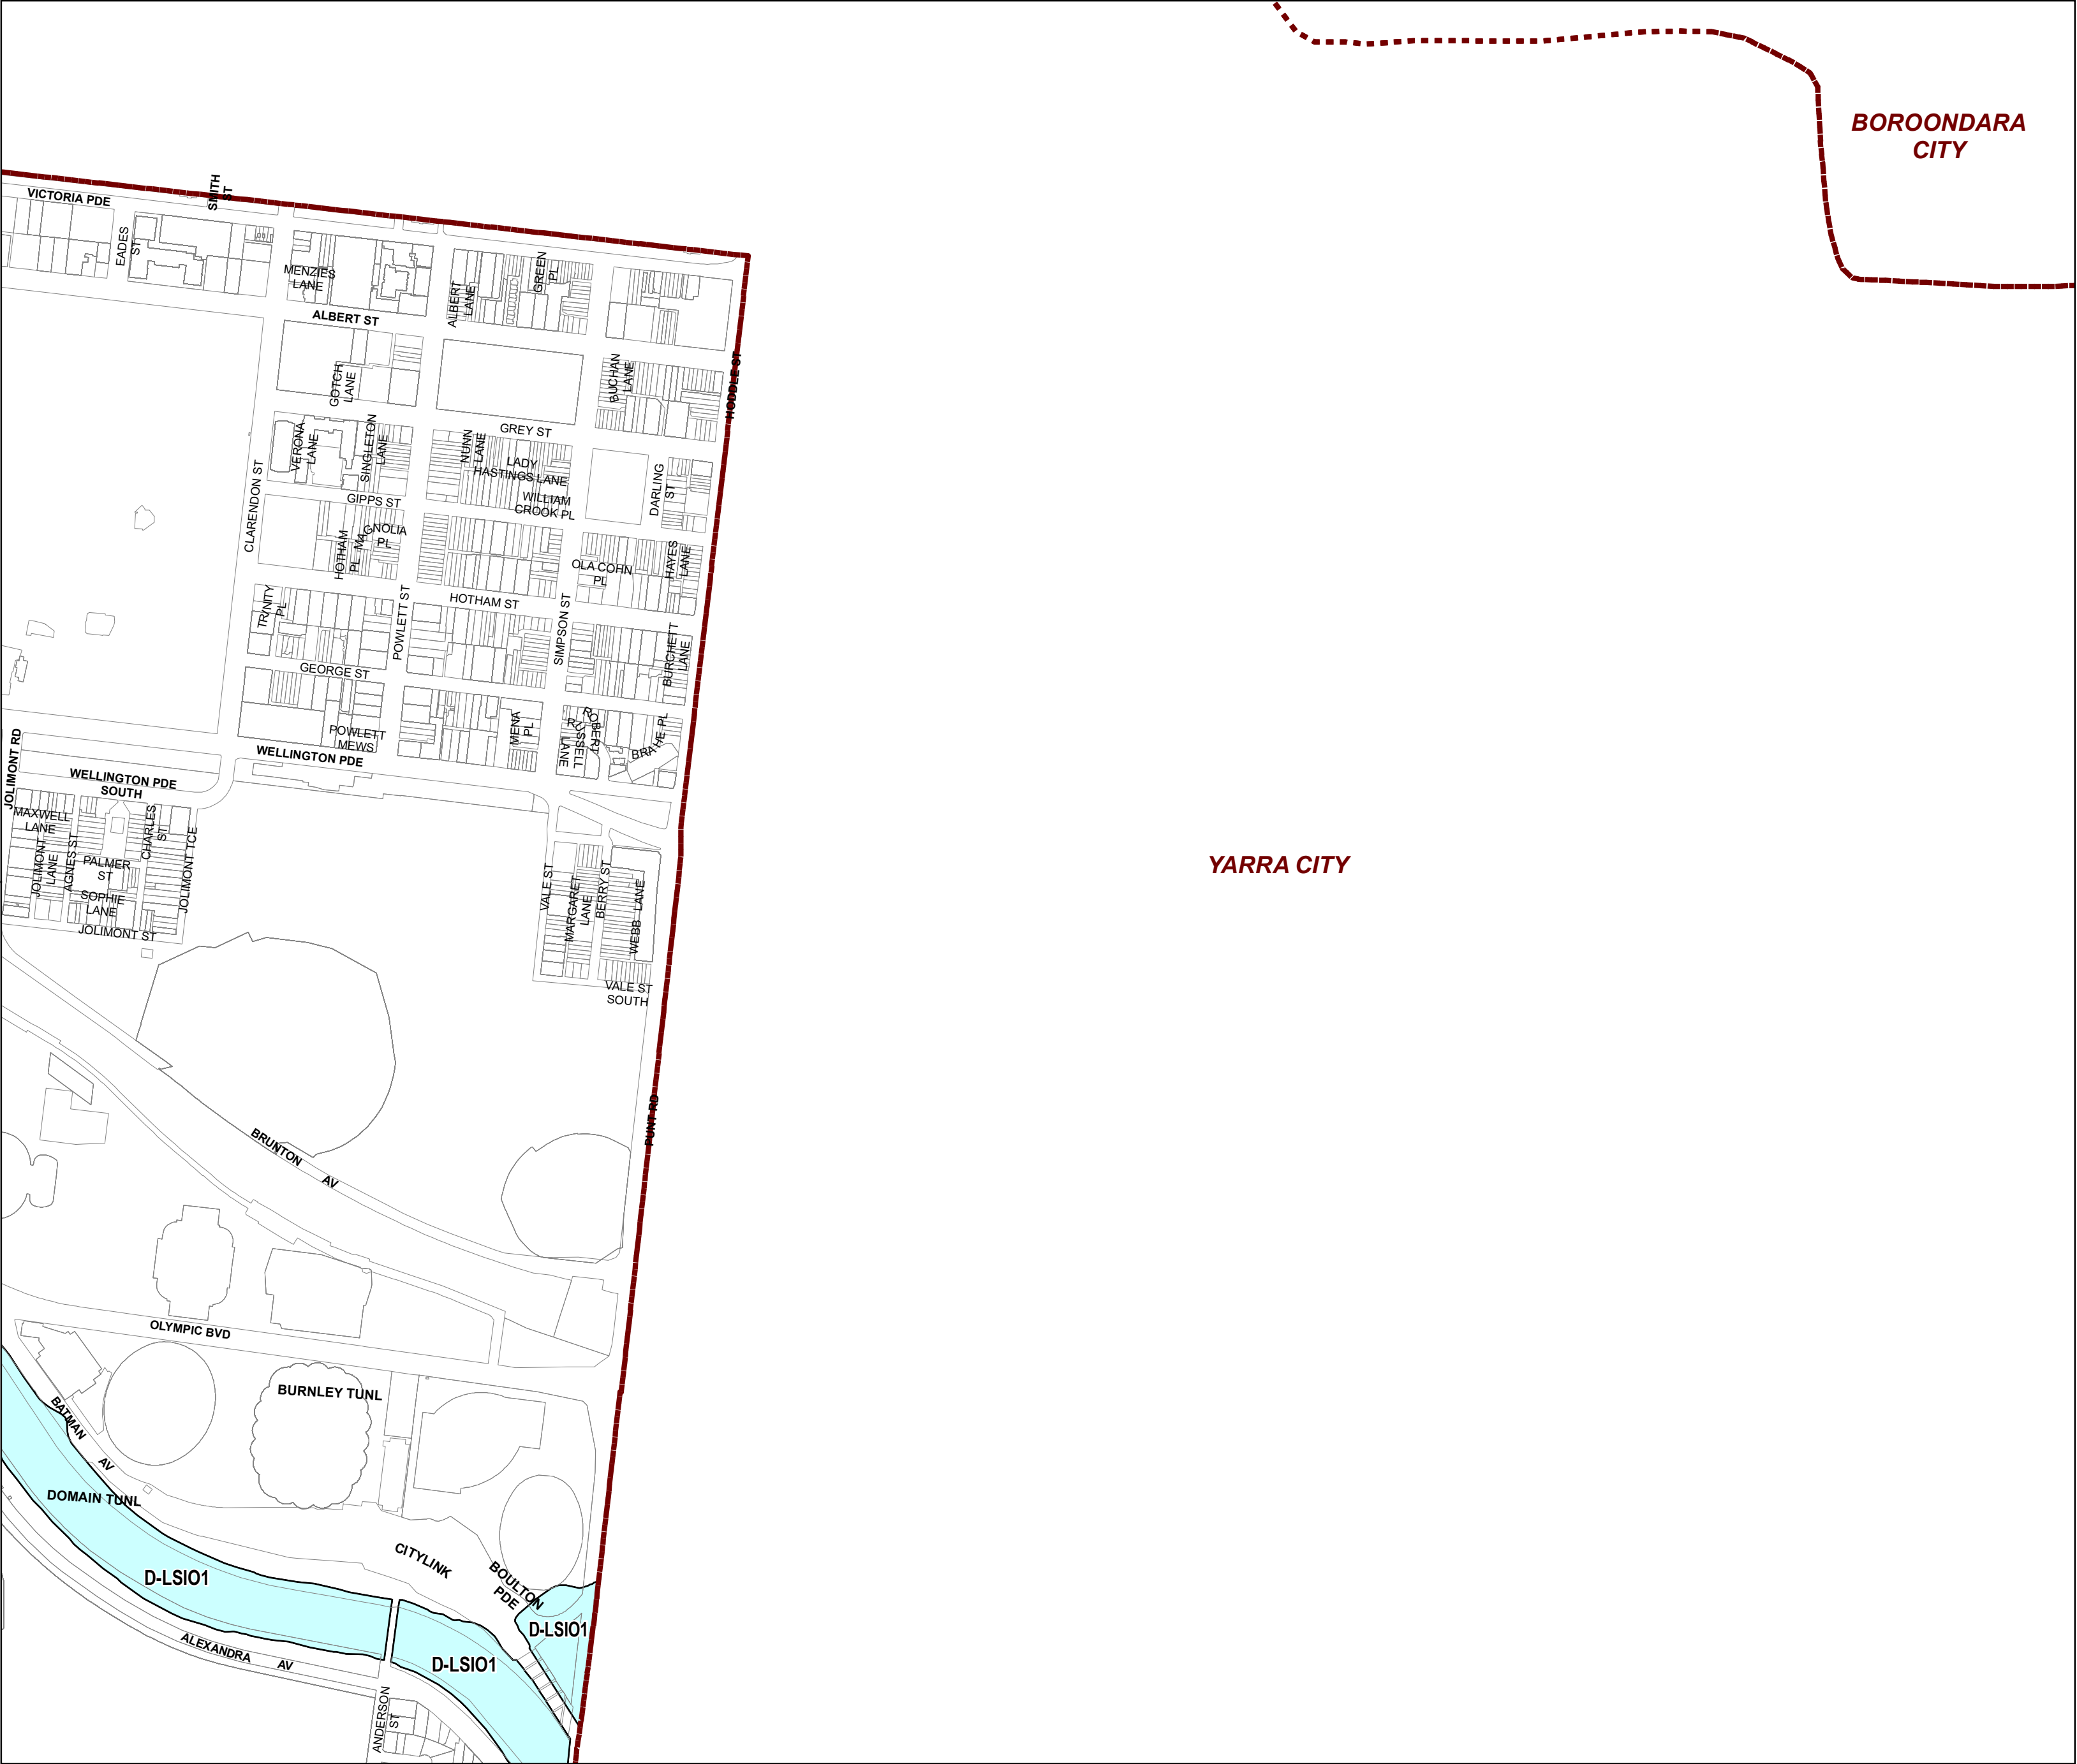 BOROONDARA
CITY
VICTORIA PDE
SMITH
ST
EADES
ST
MENZIES
LANE
ALBERT
LANE
GREEN
PL
ALBERT ST
GOTCH
LANE
BUCHAN
LANE
HODDLE ST
GREY ST
VERONA
LANE
SINGLETON
LANE
NUNN
LANE
LADY
HASTINGS LANE
WILLIAM
CROOK PL
DARLING
ST
CLARENDON ST
GIPPS ST
HOTHAM
PL
MAGNOLIA
PL
OLA COHN
PL
HAYES
LANE
TRINITY
PL
POWLETT ST
HOTHAM ST
SIMPSON ST
BURCHETT
LANE
GEORGE ST
POWLETT
MEWS
MENA
PL
ROBERT
RUSSELL
LANE
BRAHE PL
JOLIMONT RD
WELLINGTON PDE
WELLINGTON PDE
SOUTH
MAXWELL
LANE
JOLIMONT
LANE
AGNES ST
PALMER
ST
CHARLES
ST
JOLIMONT TCE
SOPHIE
LANE
JOLIMONT ST
VALE ST
MARGARET
LANE
BERRY ST
WEBB LANE
VALE ST
SOUTH
YARRA CITY
PUNT RD
BRUNTON AV
OLYMPIC BVD
BURNLEY TUNL
BATMAN AV
DOMAIN TUNL
CITYLINK
BOULTON
PDE
D-LSIO1
D-LSIO1
D-LSIO1
ALEXANDRA AV
ANDERSON
ST